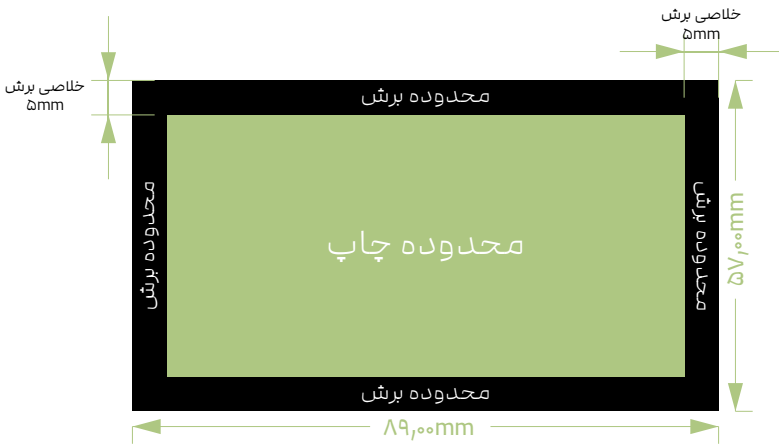 خلاصی برش
۵mm
خلاصی برش
۵mm
محدوده برش
محدوده برش
محدوده چاپ
محدوده برش
۵۷٫۰۰mm
محدوده برش
۸۹٫۰۰mm